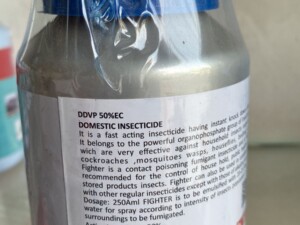 DDVP 50%EC
DOMESTIC INSECTICIDE
It is a fast acting insecticide having instant knock
It belongs to the powerful organophosphate group,
wich are very effective against household
cockroaches ,mosquitoes wasps, houseflies,
Fighter is a contact poisoning fumigant
recommended for the control of house hold,
stored products insects. Fighter can also be
with other regular insecticides except
Dosage: 250Aml FIGHTER is to be emulsified
water for spray according to intensity of
surroundings to be fumigated.